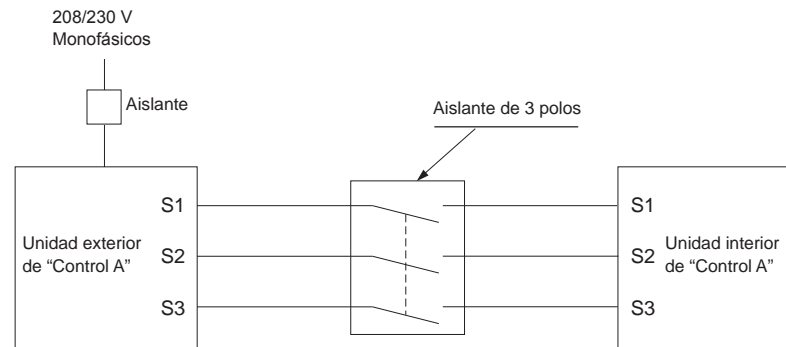 208/230 V
Monofásicos
Aislante
Aislante de 3 polos
S1
S1
Unidad exterior
de “Control A”
S2
S2
Unidad interior
de “Control A”
S3
S3